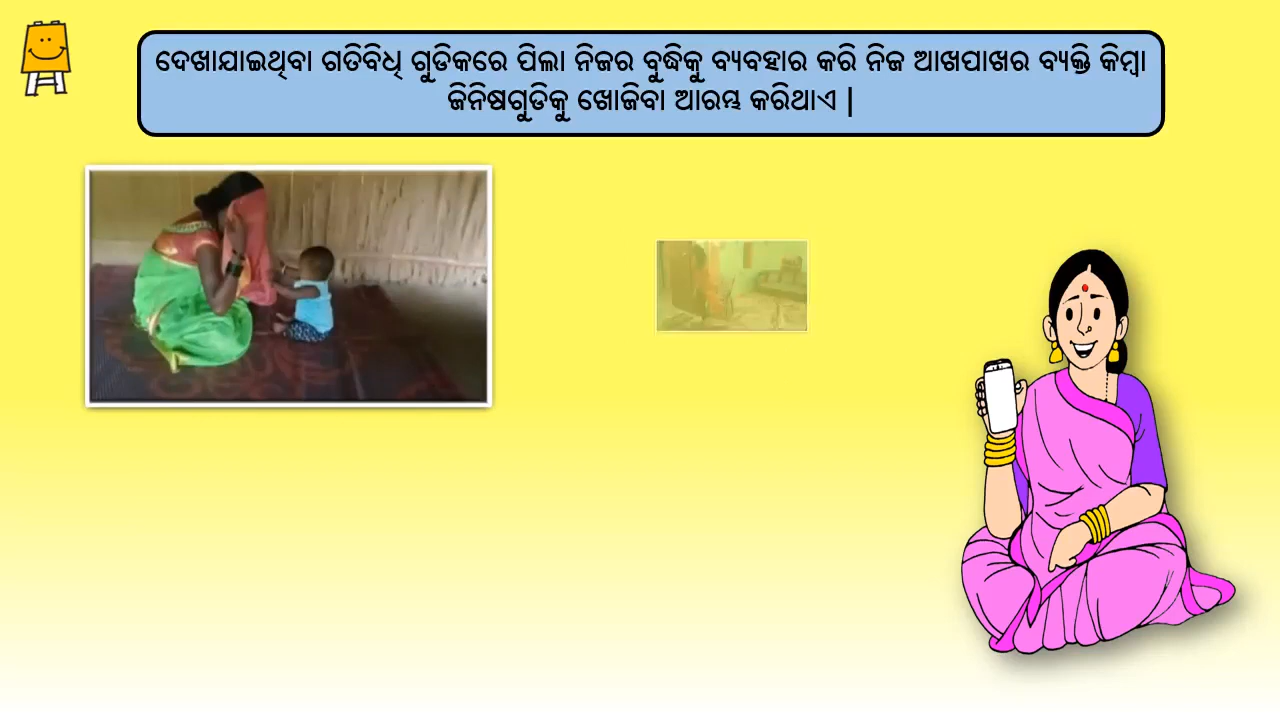 ଦେଖାଯାଇଥିବା ଗତିବିଧି ଗୁଡିକରେ ପିଲା ନିଜର ବୁଦ୍ଧିକୁ ବ୍ୟବହାର କରି ନିଜ ଆଖପାଖର ବ୍ୟକ୍ତି କିମ୍ବା
ଜିନିଷଗୁଡିକୁ ଖୋଜିବା ଆରମ୍ଭ କରିଥାଏ |